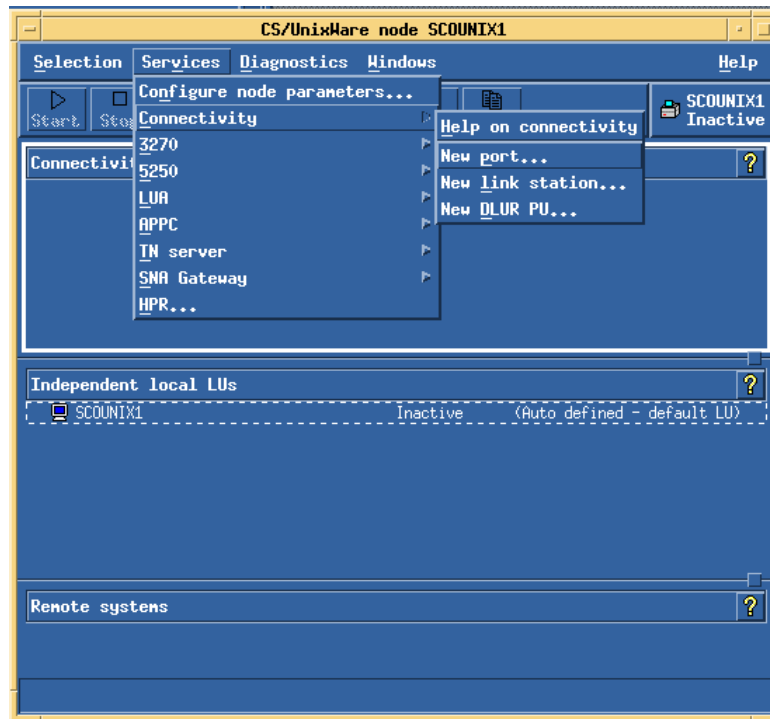 CS/UnixWare node SCOUNIX1
Selection Services Diagnostics Windows Help
Start
SCOUNIX1
Inactive
Configure node parameters...
Connectivity
3270
5250
LUA
APPC
TN server
SNA Gateway
HPR...
Help on connectivity
New port...
New link station...
New DLUR PU...
Connectivit ?
Independent local LUs ?
SCOUNIX1 Inactive (Auto defined - default LU)
Remote systems ?